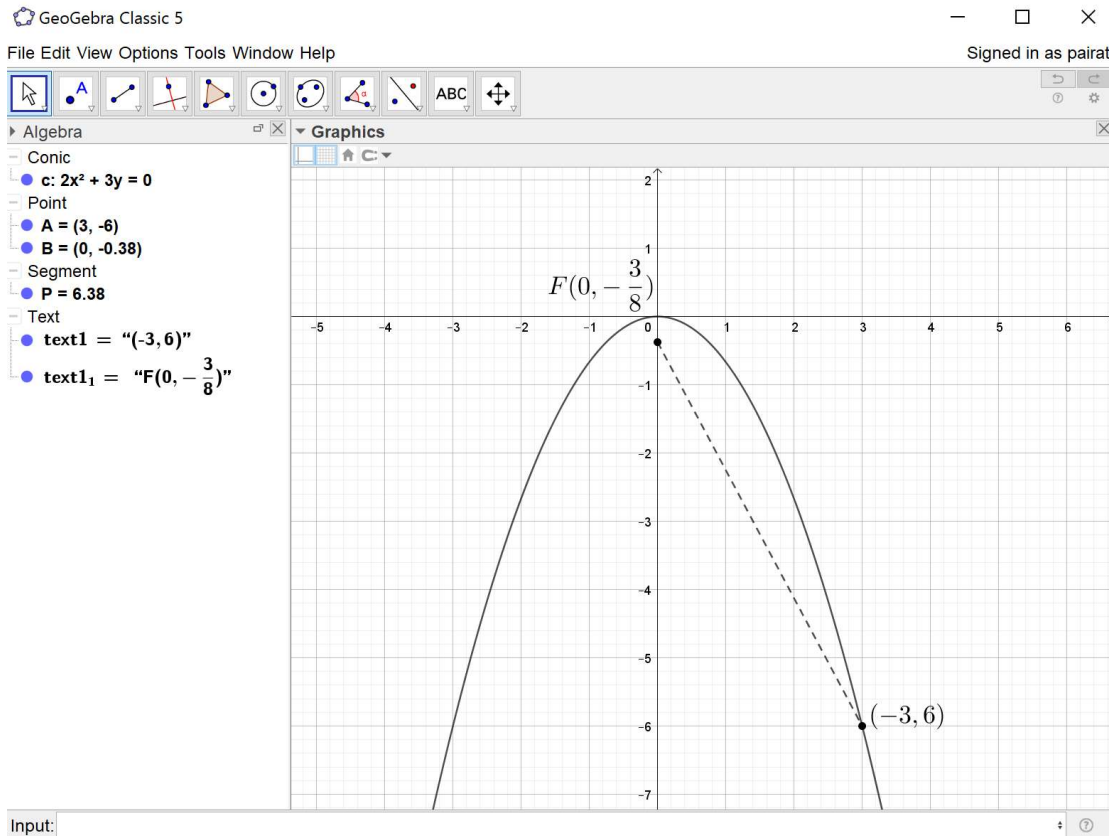 GeoGebra Classic 5
File Edit View Options Tools Window Help
Signed in as pairat
A
α
ABC
Algebra
Conic
c: 2x² + 3y = 0
Point
A = (3, -6)
B = (0, -0.38)
Segment
P = 6.38
Text
text1 = “(-3, 6)”
text1₁ = “F(0, − 3/8)”
Graphics
2
1
F(0, − 3/8)
-5 -4 -3 -2 -1 0 1 2 3 4 5 6
-1
-2
-3
-4
-5
(−3, 6)
-6
-7
Input: